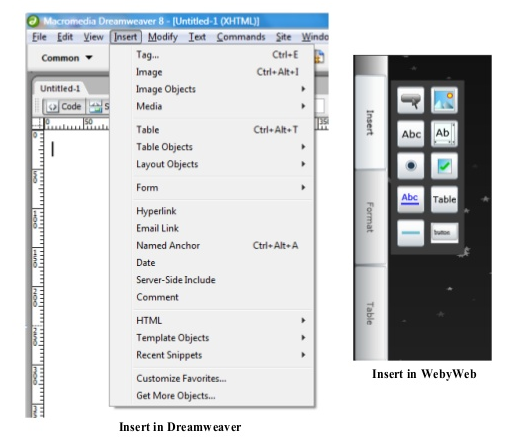 Macromedia Dreamweaver 8 - [Untitled-1 (XHTML)]
File Edit View Insert Modify Text Commands Site Windo
Common
Untitled-1
Code S
0 50 350
Tag... Ctrl+E
Image Ctrl+Alt+I
Image Objects
Media
Table Ctrl+Alt+T
Table Objects
Layout Objects
Form
Hyperlink
Email Link
Named Anchor Ctrl+Alt+A
Date
Server-Side Include
Comment
HTML
Template Objects
Recent Snippets
Customize Favorites...
Get More Objects...
Insert in Dreamweaver
Insert
Format
Table
Abc Ab
Abc Table
button
Insert in WebyWeb